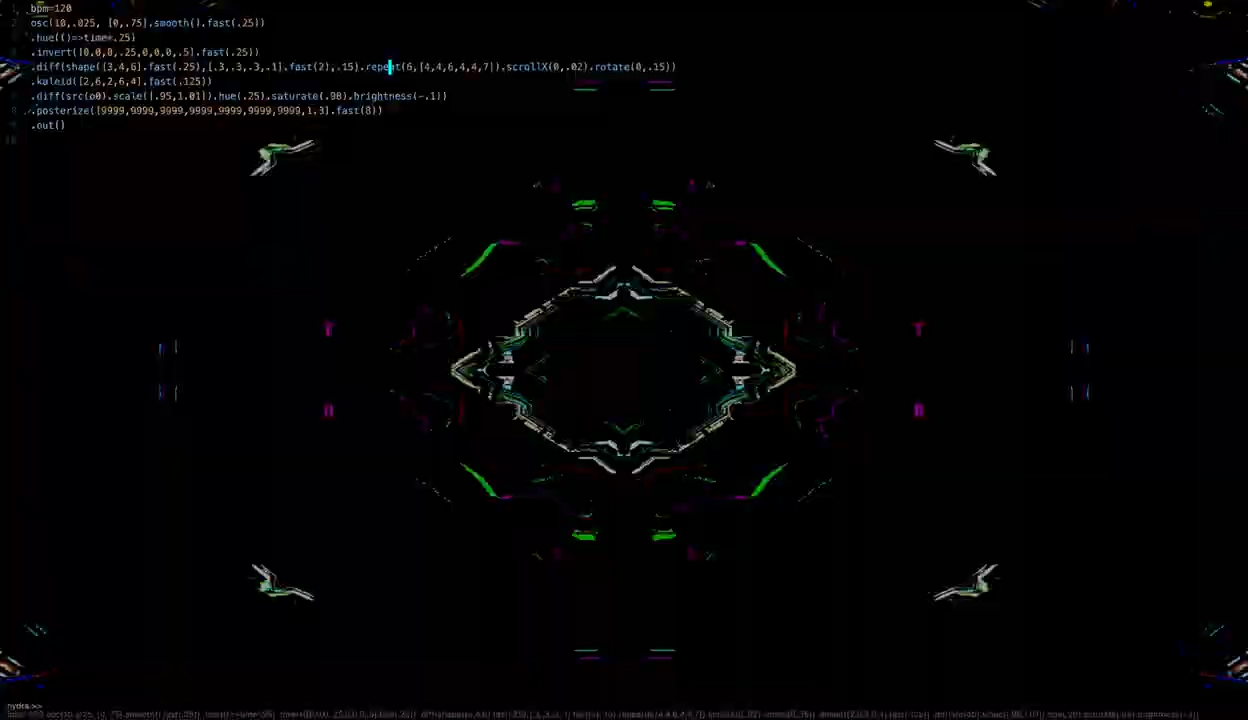 bpm=120
osc(10,.025, [0,.75].smooth().fast(.25))
.hue(()=>time*.25)
.invert([0,0,0,.25,0,0,0,.5].fast(.25))
.diff(shape([3,4,6].fast(.25),[.3,.3,.3,.1].fast(2),.15).repeat(6,[4,4,6,4,4,7]).scrollX(0,.02).rotate(0,.15))
.kaleid([2,6,2,6,4].fast(.125))
.diff(src(o0).scale([.95,1.01]).hue(.25).saturate(.98).brightness(-.1))
.posterize([9999,9999,9999,9999,9999,9999,9999,1.3].fast(8))
.out()
hydra.>>